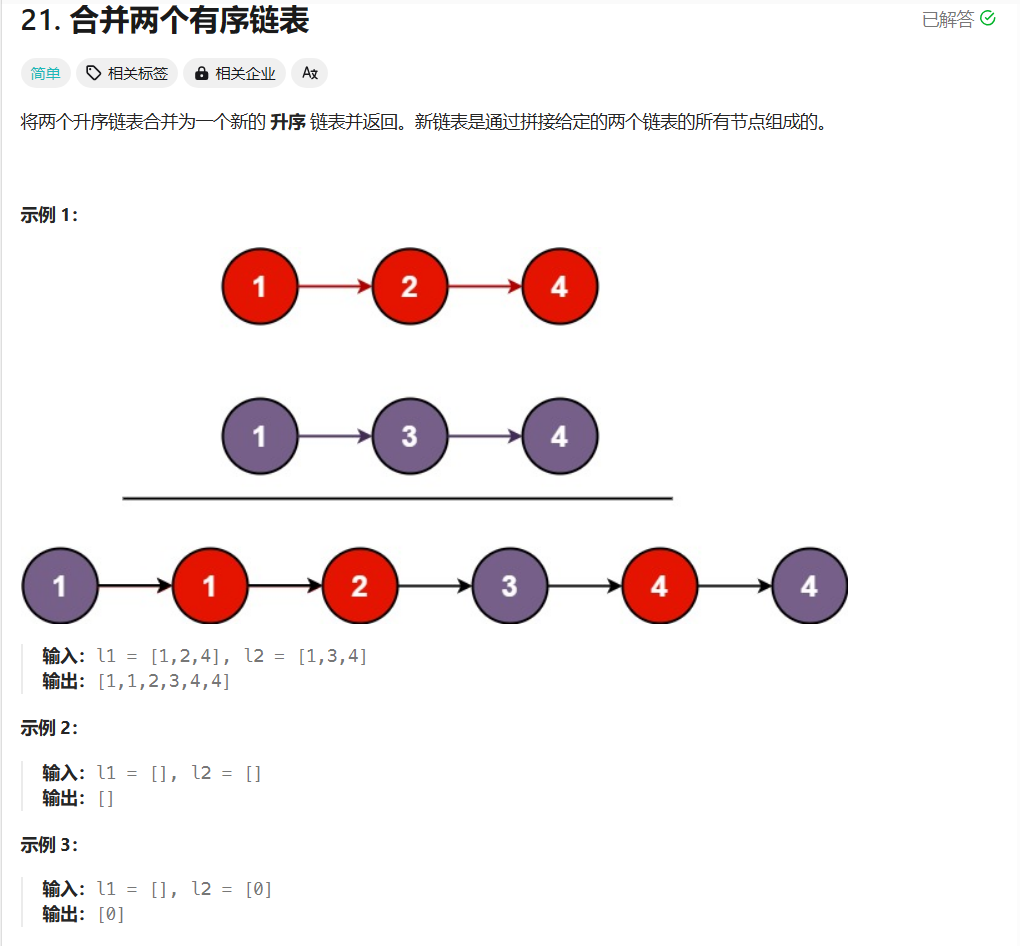 21. 合并两个有序链表
已解答
简单 相关标签 相关企业 Ax
将两个升序链表合并为一个新的 升序 链表并返回。新链表是通过拼接给定的两个链表的所有节点组成的。
示例 1：
1 2 4
1 3 4
1 1 2 3 4 4
输入：l1 = [1,2,4], l2 = [1,3,4]
输出：[1,1,2,3,4,4]
示例 2：
输入：l1 = [], l2 = []
输出：[]
示例 3：
输入：l1 = [], l2 = [0]
输出：[0]